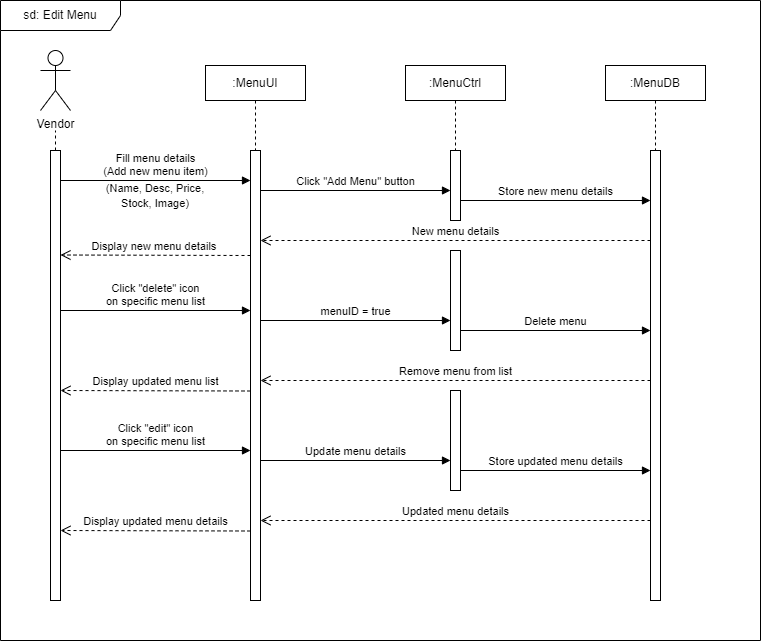 sd: Edit Menu
:MenuUI
:MenuCtrl
:MenuDB
Vendor
Fill menu details
(Add new menu item)
(Name, Desc, Price,
Stock, Image)
Click "Add Menu" button
Store new menu details
New menu details
Display new menu details
Click "delete" icon
on specific menu list
menuID = true
Delete menu
Remove menu from list
Display updated menu list
Click "edit" icon
on specific menu list
Update menu details
Store updated menu details
Updated menu details
Display updated menu details